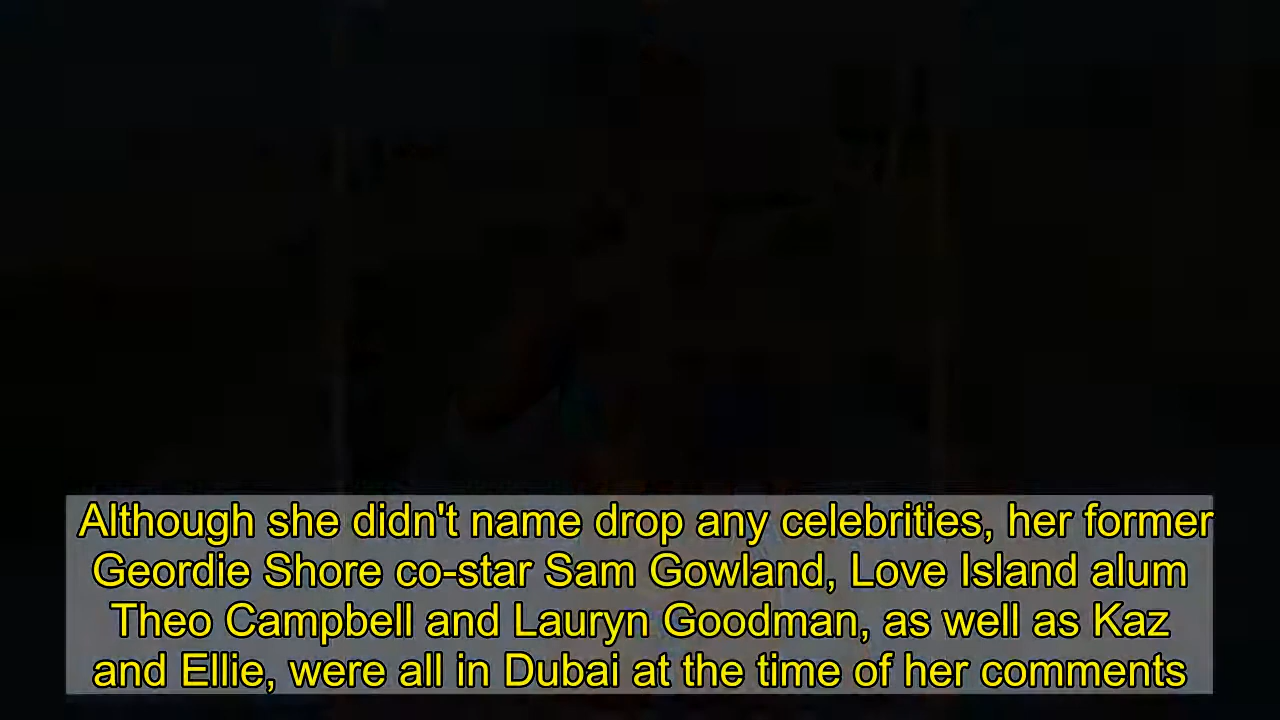 Although she didn't name drop any celebrities, her former
Geordie Shore co-star Sam Gowland, Love Island alum
Theo Campbell and Lauryn Goodman, as well as Kaz
and Ellie, were all in Dubai at the time of her comments